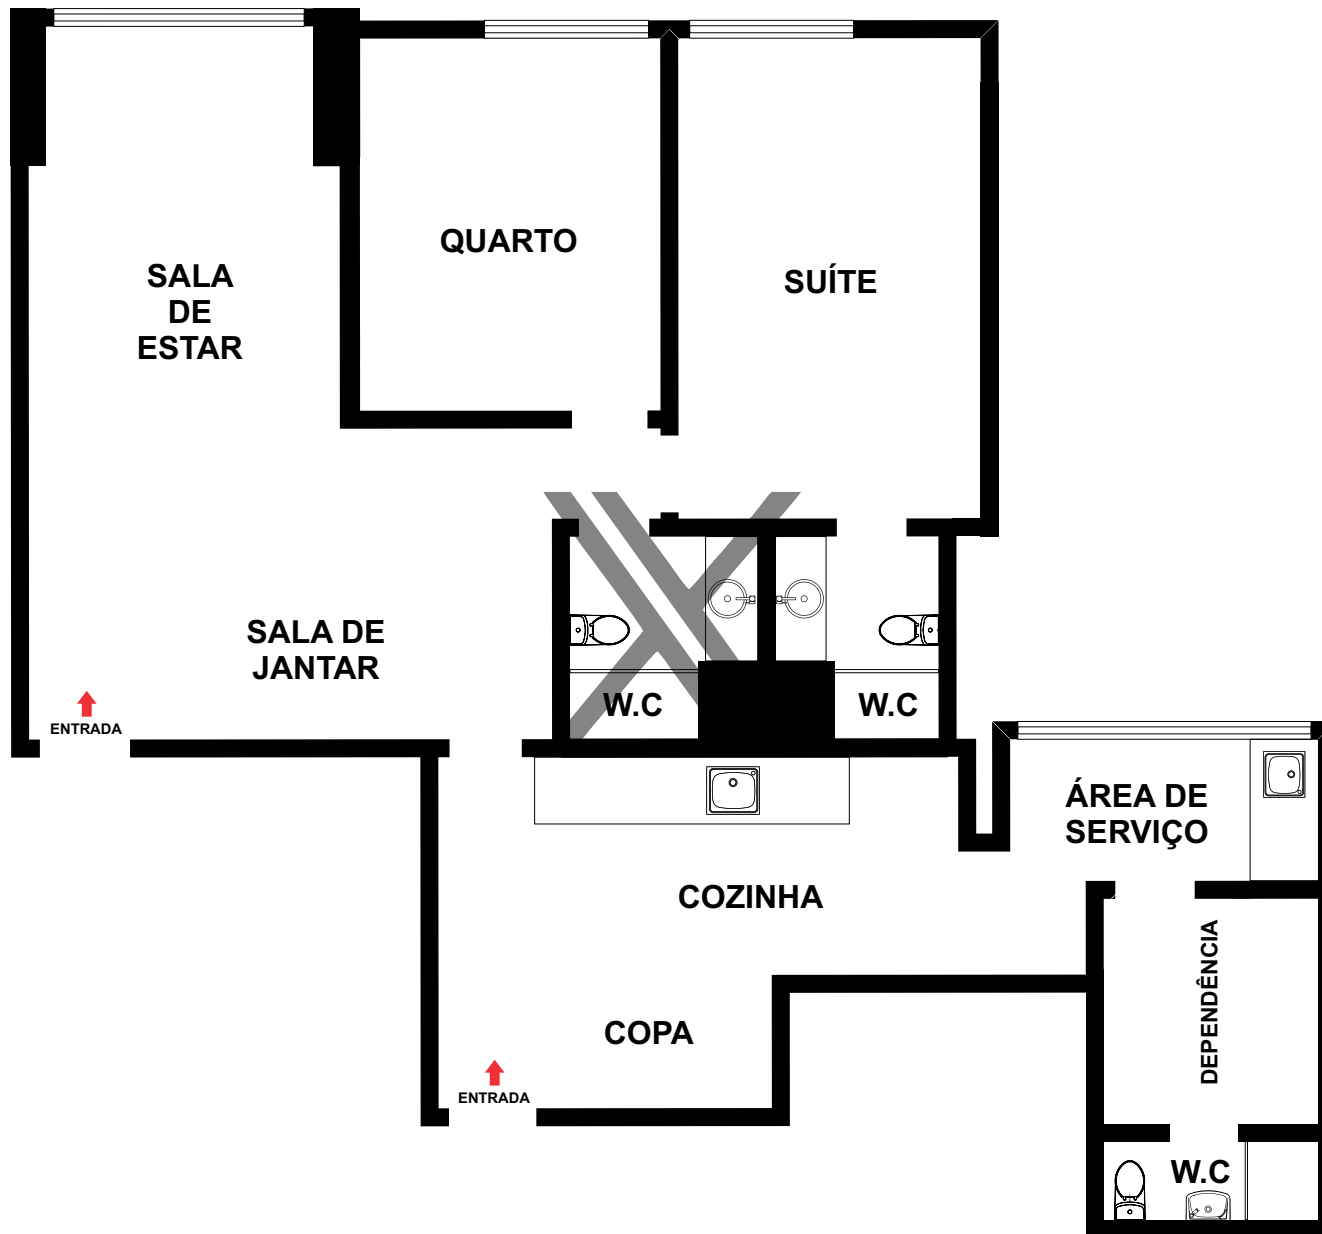 QUARTO
SUÍTE
SALA
DE
ESTAR
SALA DE
JANTAR
ENTRADA
W.C
W.C
ÁREA DE
SERVIÇO
COZINHA
DEPENDÊNCIA
COPA
ENTRADA
W.C